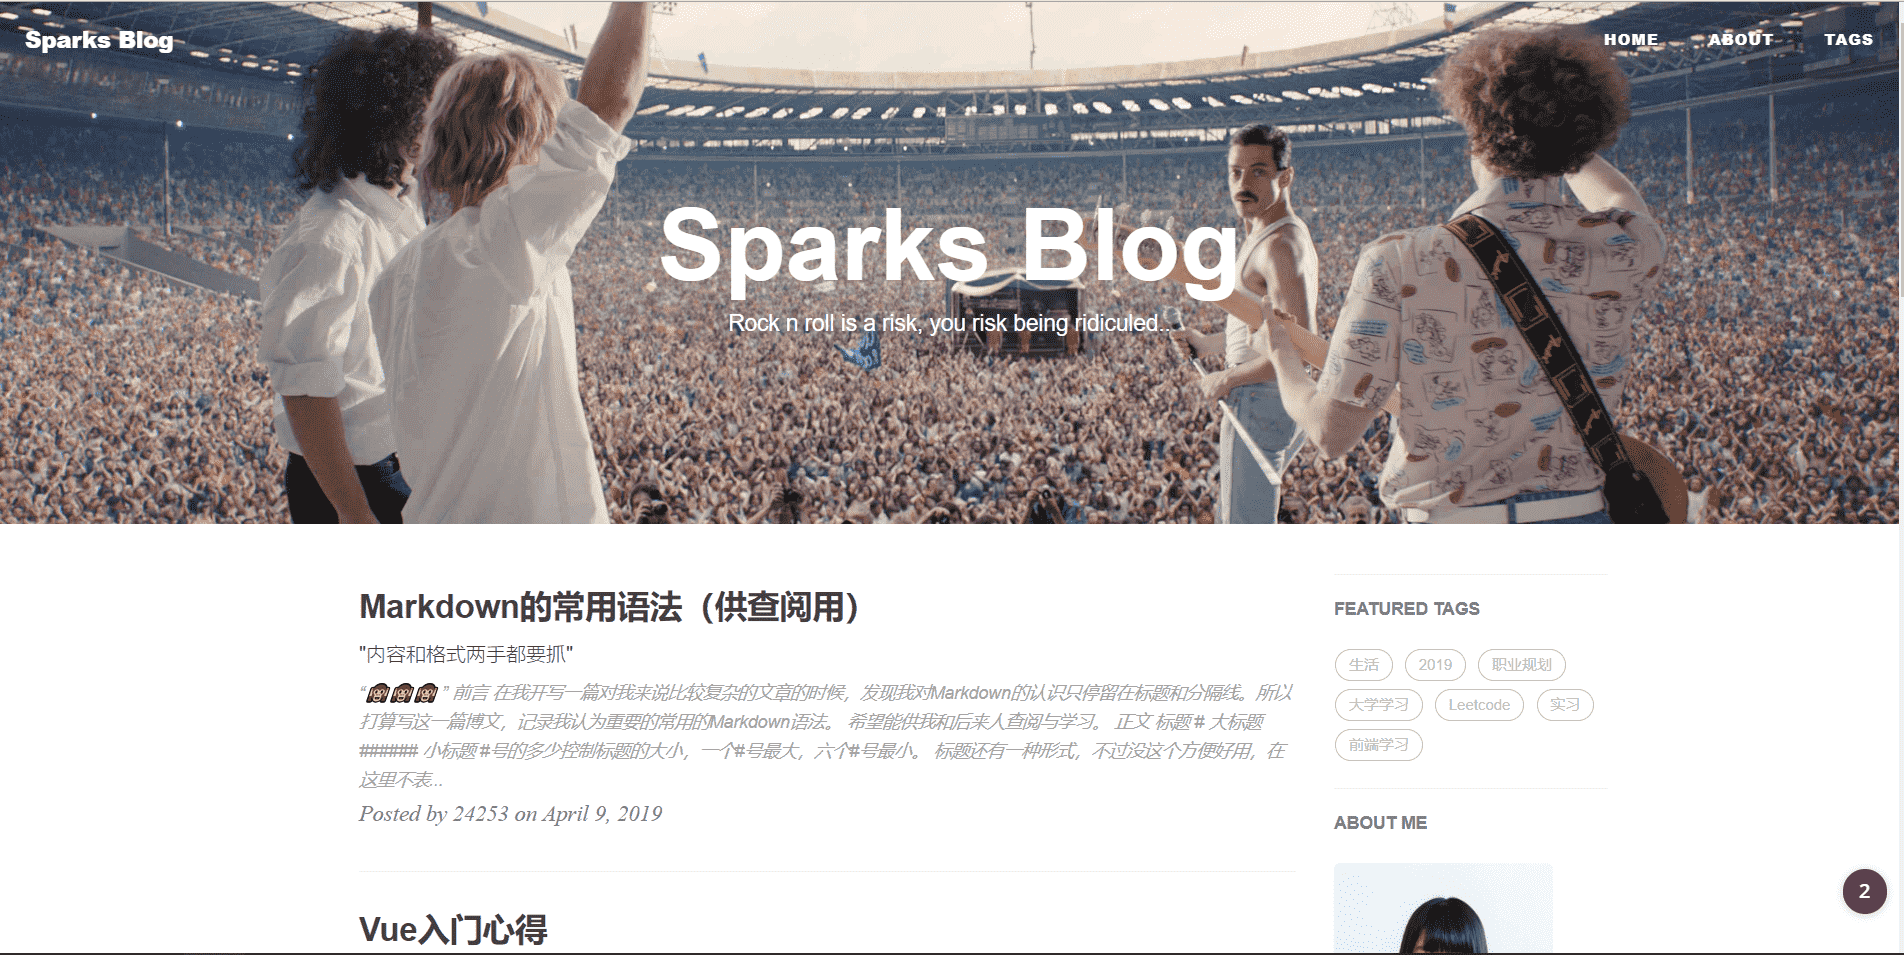 Sparks Blog
HOME ABOUT TAGS
Sparks Blog
Rock n roll is a risk, you risk being ridiculed..
Markdown的常用语法（供查阅用）
"内容和格式两手都要抓"
“🙈🙈🙈” 前言 在我开写一篇对我来说比较复杂的文章的时候，发现我对Markdown的认识只停留在标题和分隔线。所以
打算写这一篇博文，记录我认为重要的常用的Markdown语法。 希望能供我和后来人查阅与学习。 正文 标题 # 大标题
###### 小标题 #号的多少控制标题的大小，一个#号最大，六个#号最小。 标题还有一种形式，不过没这个方便好用，在
这里不表...
Posted by 24253 on April 9, 2019
Vue入门心得
FEATURED TAGS
生活 2019 职业规划
大学学习 Leetcode 实习
前端学习
ABOUT ME
2